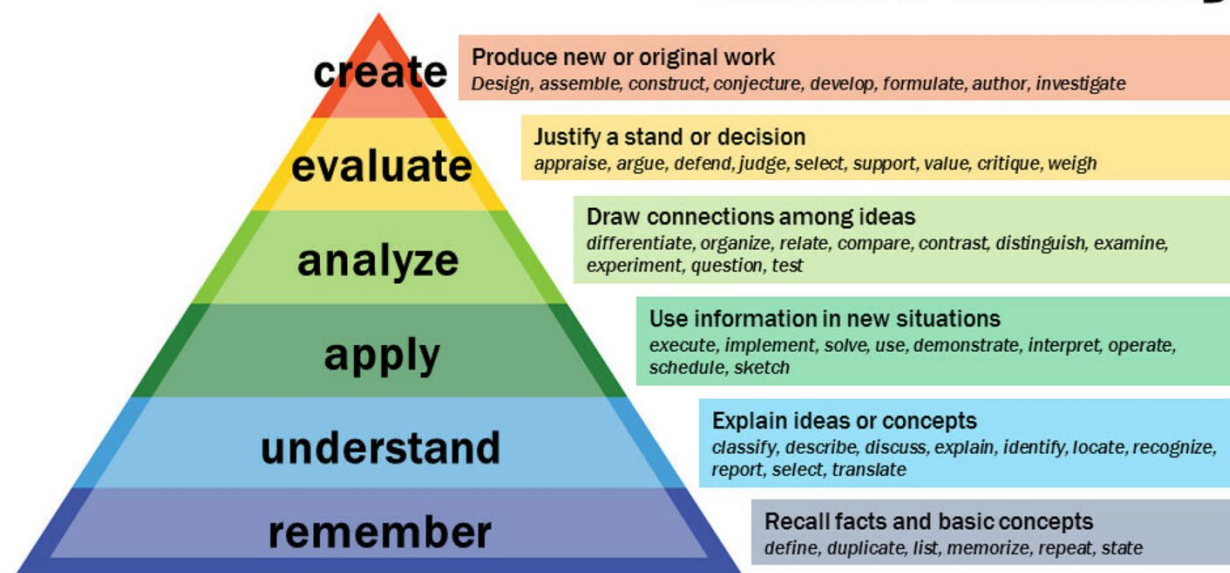 create
Produce new or original work
Design, assemble, construct, conjecture, develop, formulate, author, investigate
evaluate
Justify a stand or decision
appraise, argue, defend, judge, select, support, value, critique, weigh
analyze
Draw connections among ideas
differentiate, organize, relate, compare, contrast, distinguish, examine,
experiment, question, test
apply
Use information in new situations
execute, implement, solve, use, demonstrate, interpret, operate,
schedule, sketch
understand
Explain ideas or concepts
classify, describe, discuss, explain, identify, locate, recognize,
report, select, translate
remember
Recall facts and basic concepts
define, duplicate, list, memorize, repeat, state